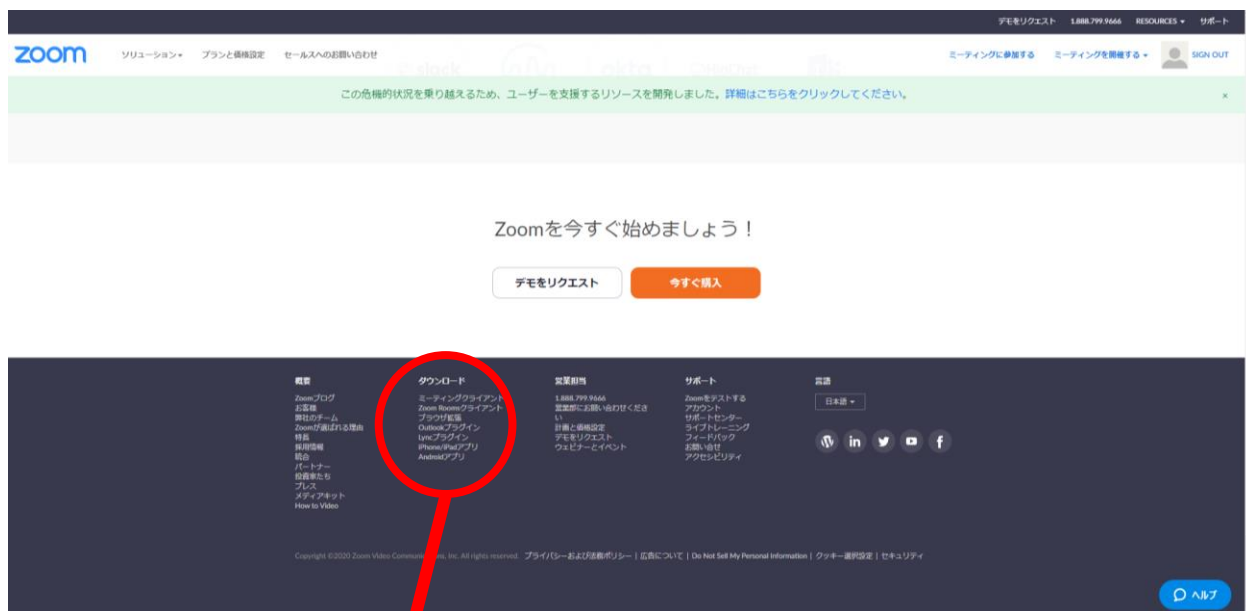 デモをリクエスト 1.888.799.9666 RESOURCES サポート
zoom ソリューション プランと価格設定 セールスへのお問い合わせ ミーティングに参加する ミーティングを開催する SIGN OUT
slack okta
この危機的状況を乗り越えるため、ユーザーを支援するリソースを開発しました。詳細はこちらをクリックしてください。 ×
Zoomを今すぐ始めましょう！
デモをリクエスト 今すぐ購入
概要
Zoomブログ
お客様
弊社のチーム
Zoomが選ばれる理由
特長
採用情報
統合
パートナー
投資家たち
プレス
メディアキット
How to Video
ダウンロード
ミーティングクライアント
Zoom Roomsクライアント
ブラウザ拡張
Outlookプラグイン
Lyncプラグイン
iPhone/iPadアプリ
Androidアプリ
営業担当
1.888.799.9666
営業部にお問い合わせくださ
い
計画と価格設定
デモをリクエスト
ウェビナーとイベント
サポート
Zoomをテストする
アカウント
サポートセンター
ライブトレーニング
フィードバック
お問い合せ
アクセシビリティ
言語
日本語
in f
Copyright ©2020 Zoom Video Inc. All rights reserved. プライバシーおよび法務ポリシー | 広告について | Do Not Sell My Personal Information | クッキー選択設定 | セキュリティ
ヘルプ